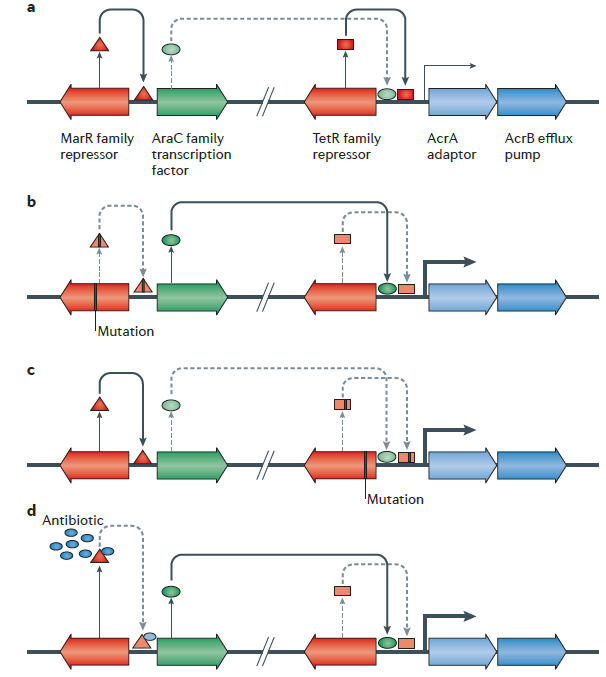 a
MarR family
repressor
AraC family
transcription
factor
TetR family
repressor
AcrA
adaptor
AcrB efflux
pump
b
Mutation
c
Mutation
d
Antibiotic